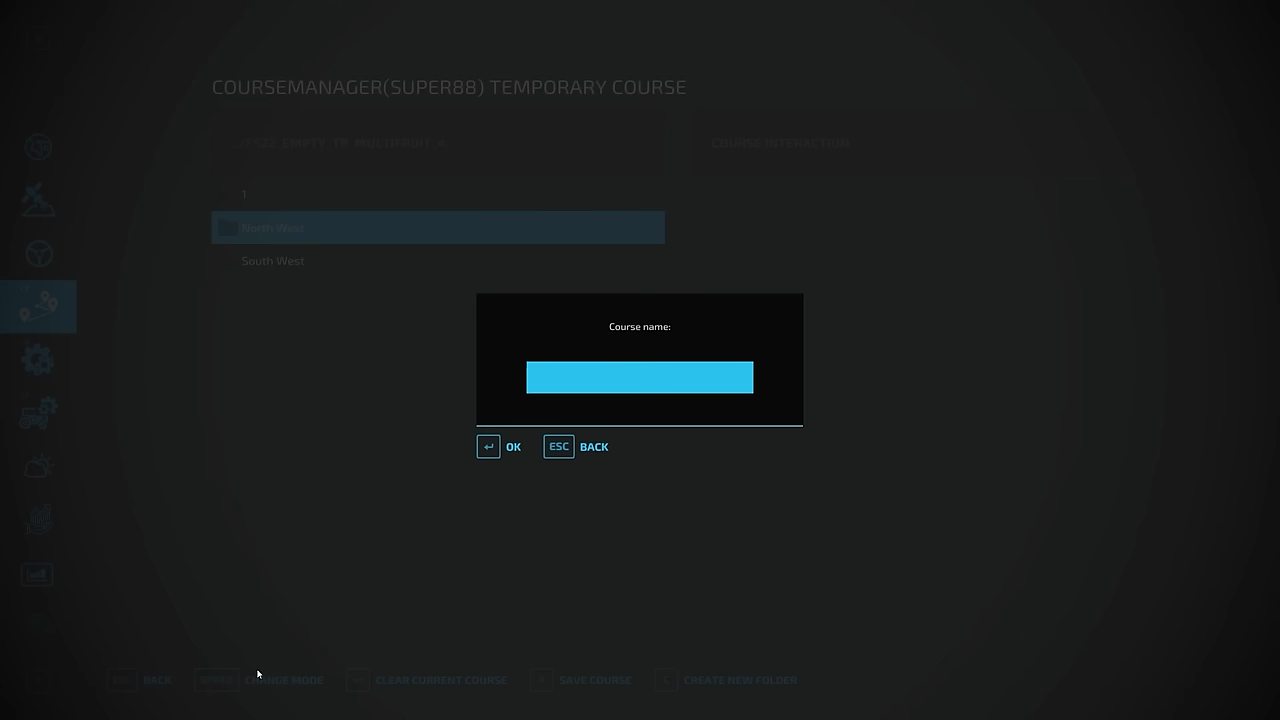 COURSEMANAGER(SUPER88) TEMPORARY COURSE
COURSE INTERACTION
1
North West
South West
Course name:
OK
ESC BACK
BACK
CHANGE MODE
CLEAR CURRENT COURSE
SAVE COURSE
CREATE NEW FOLDER